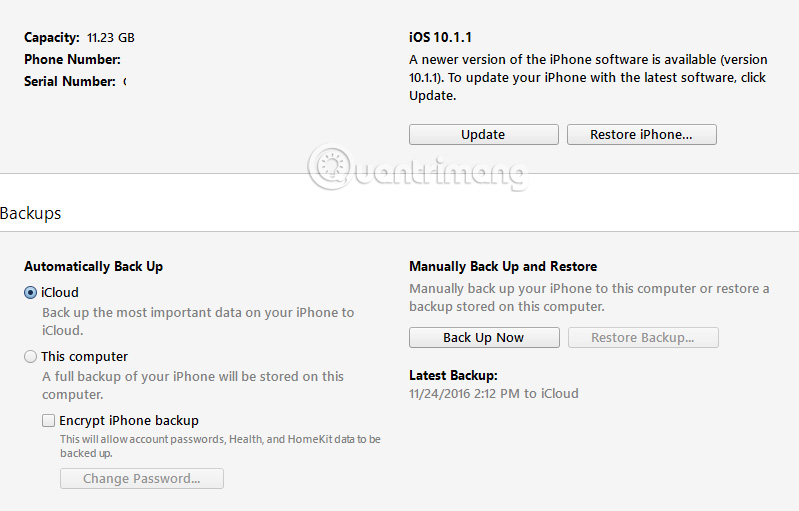 Capacity: 11.23 GB
Phone Number:
Serial Number:
iOS 10.1.1
A newer version of the iPhone software is available (version
10.1.1). To update your iPhone with the latest software, click
Update.
Update
Restore iPhone...
Quantrimang
Backups
Automatically Back Up
iCloud
Back up the most important data on your iPhone to
iCloud.
This computer
A full backup of your iPhone will be stored on this
computer.
Encrypt iPhone backup
This will allow account passwords, Health, and HomeKit data to be
backed up.
Change Password...
Manually Back Up and Restore
Manually back up your iPhone to this computer or restore a
backup stored on this computer.
Back Up Now
Restore Backup...
Latest Backup:
11/24/2016 2:12 PM to iCloud